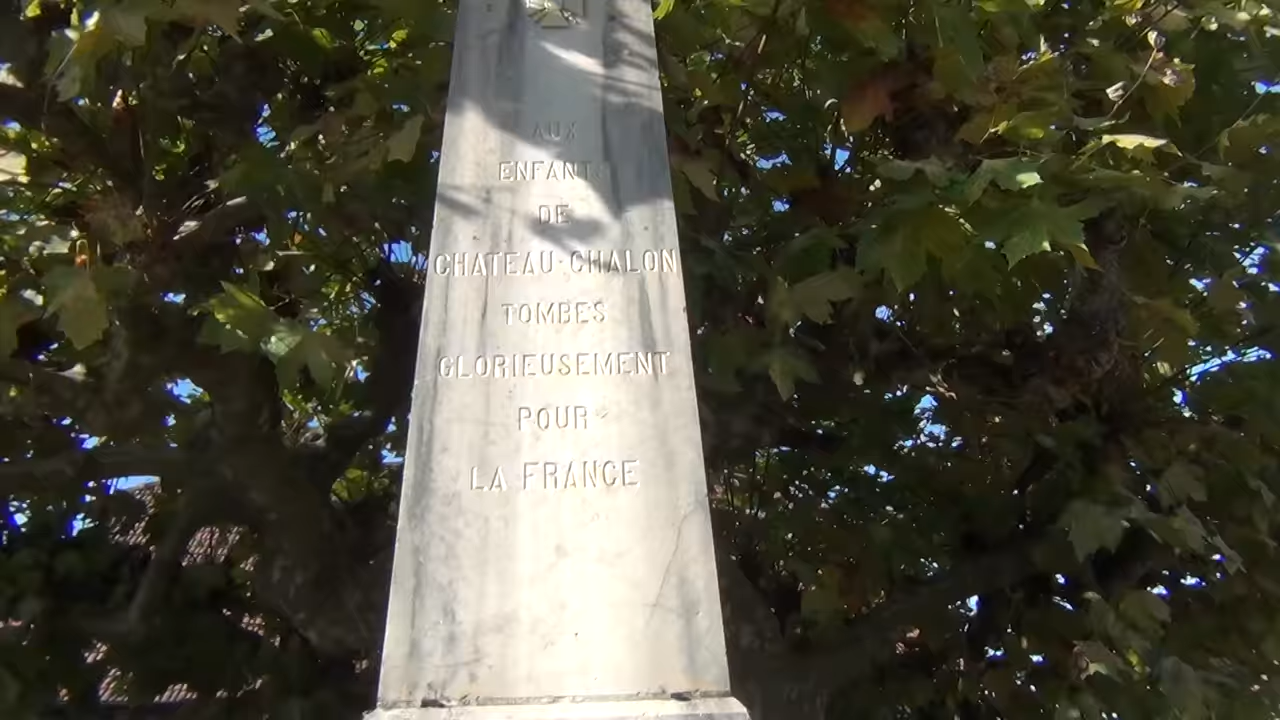 AUX
ENFANTS
DE
CHATEAU-CHALON
TOMBES
GLORIEUSEMENT
POUR
LA FRANCE